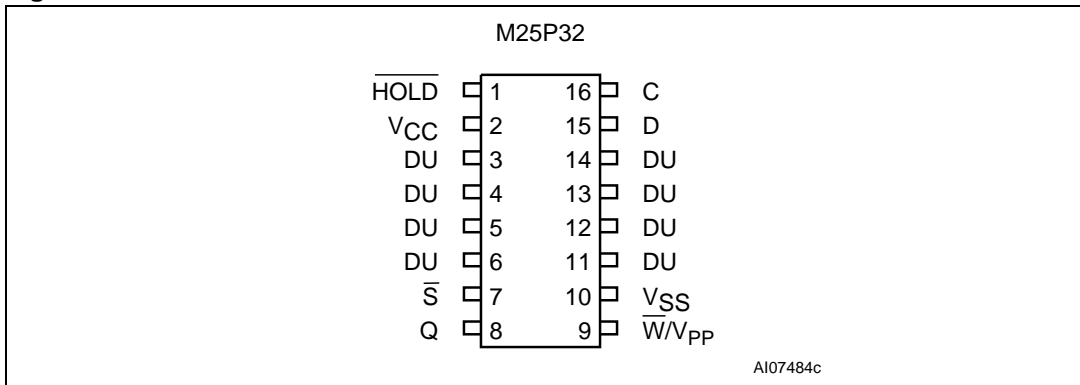 M25P32
HOLD 1 16 C
VCC 2 15 D
DU 3 14 DU
DU 4 13 DU
DU 5 12 DU
DU 6 11 DU
S 7 10 VSS
Q 8 9 W/VPP
AI07484c